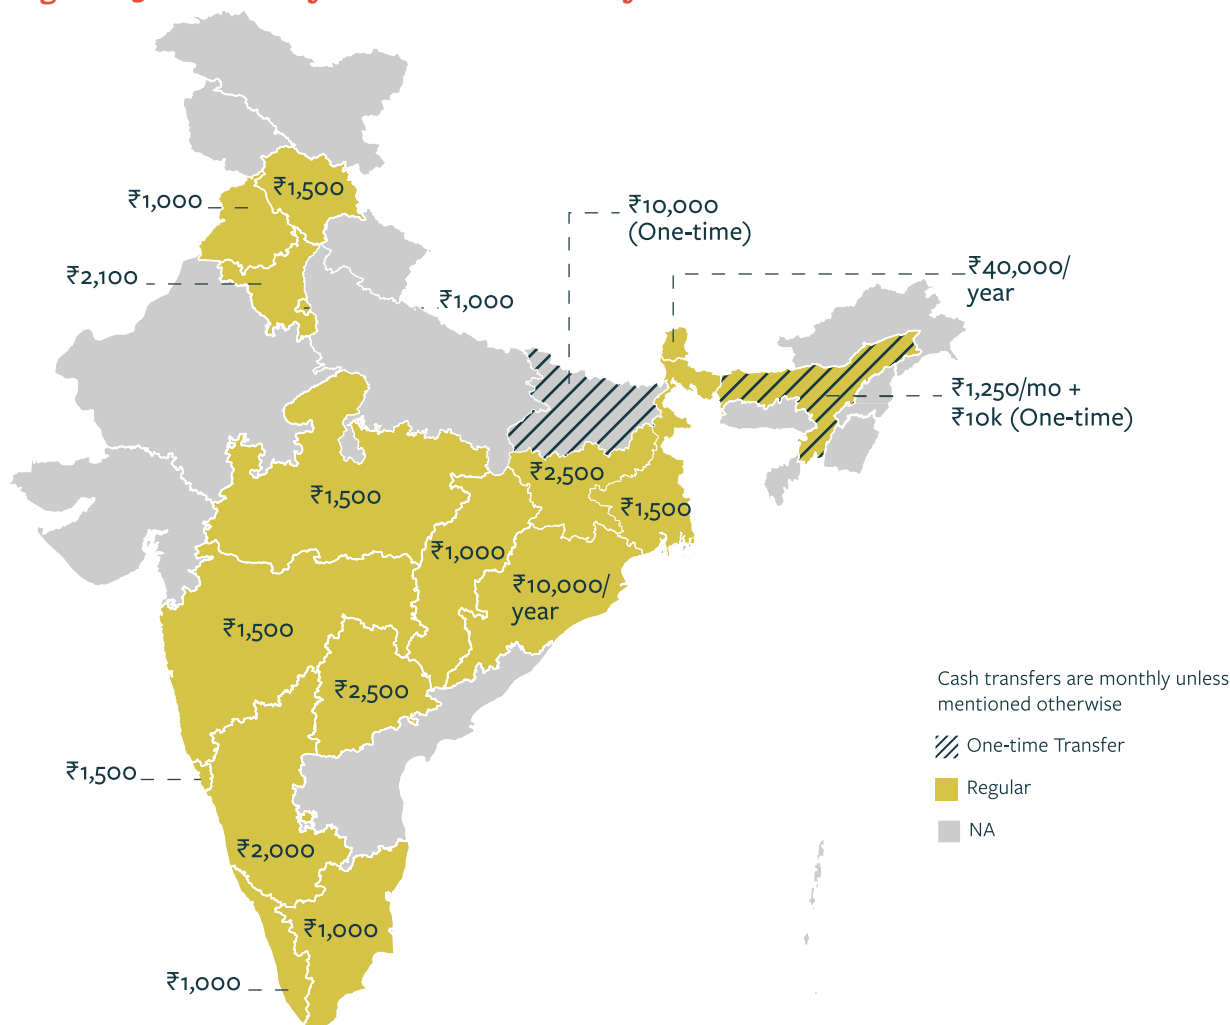 ₹1,500
₹1,000
₹10,000
(One-time)
₹2,100
₹40,000/
year
₹1,000
₹1,250/mo +
₹10k (One-time)
₹2,500
₹1,500
₹1,500
₹1,000
₹10,000/
year
₹1,500
₹2,500
Cash transfers are monthly unless
mentioned otherwise
One-time Transfer
Regular
NA
₹1,500
₹2,000
₹1,000
₹1,000